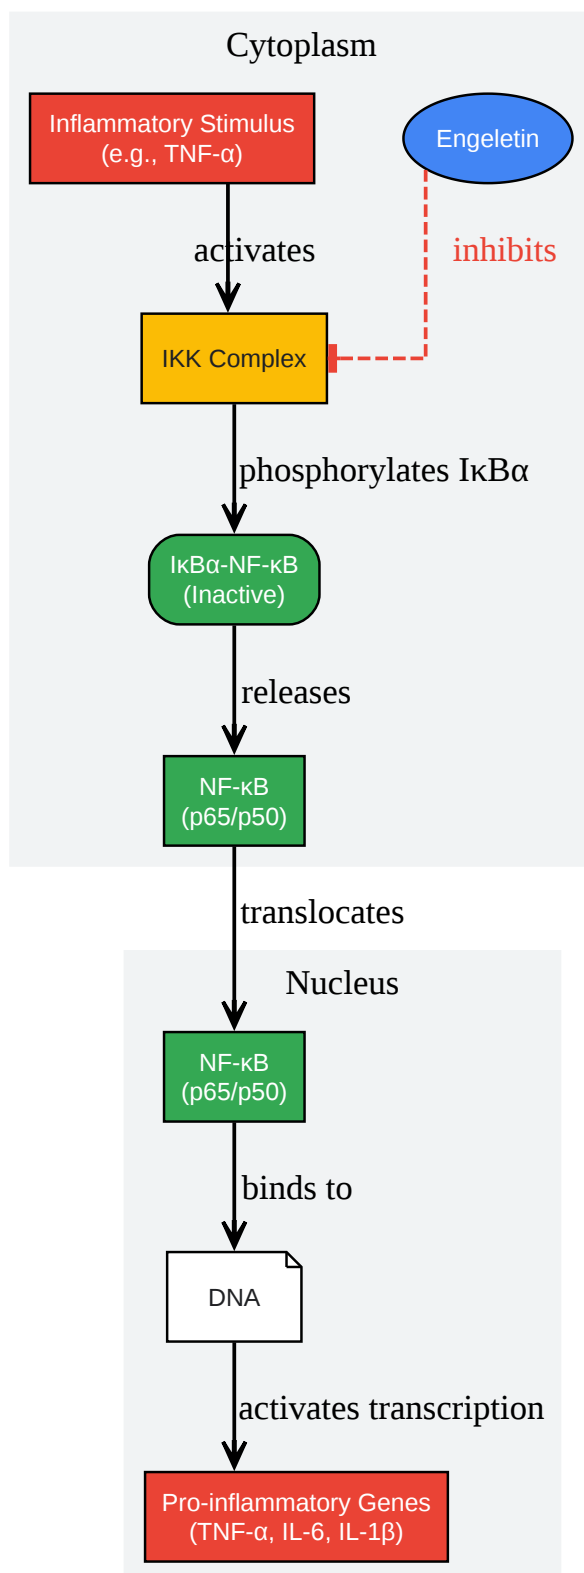 Cytoplasm
Inflammatory Stimulus
(e.g., TNF-α)
Engeletin
activates
inhibits
IKK Complex
phosphorylates IκBα
IκBα-NF-κB
(Inactive)
releases
NF-κB
(p65/p50)
translocates
Nucleus
NF-κB
(p65/p50)
binds to
DNA
activates transcription
Pro-inflammatory Genes
(TNF-α, IL-6, IL-1β)